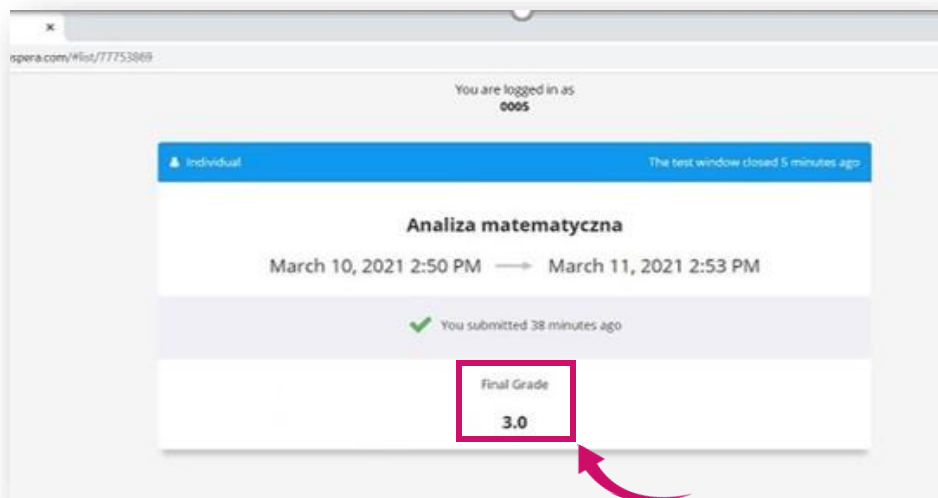 ×
spera.com/#list/77753869
You are logged in as
0005
Individual
The test window closed 5 minutes ago
Analiza matematyczna
March 10, 2021 2:50 PM → March 11, 2021 2:53 PM
You submitted 38 minutes ago
Final Grade
3.0